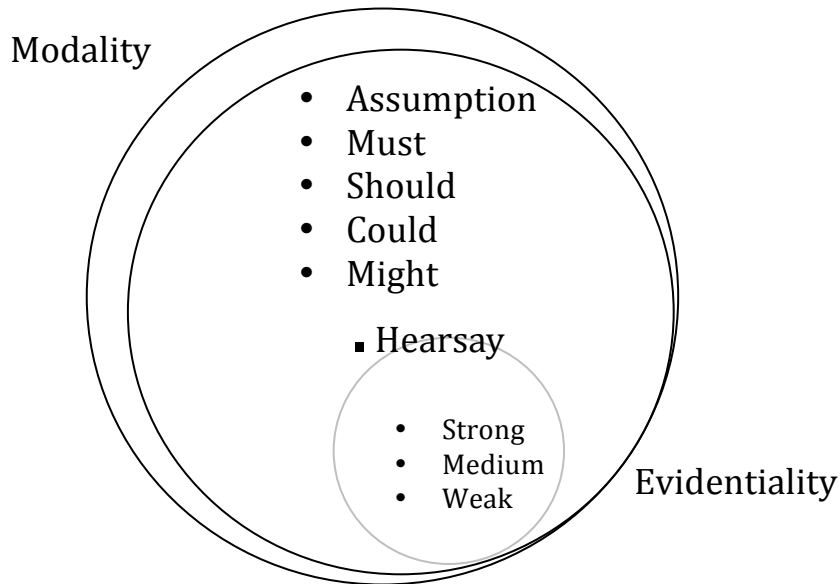 Modality
• Assumption
• Must
• Should
• Could
• Might
▪ Hearsay
• Strong
• Medium
• Weak
Evidentiality